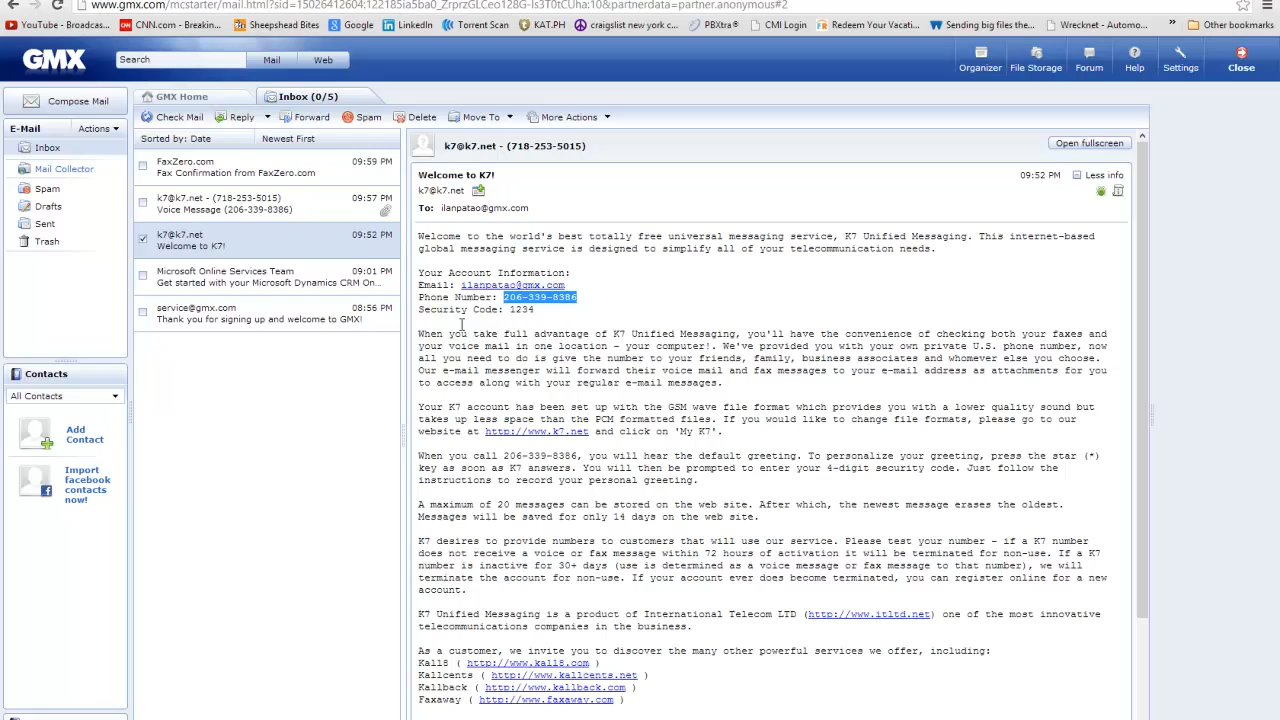 www.gmx.com/mcstarter/mail.html?sid=15026412604:122185ia5ba0_ZrprzGLCeo128G-Is3T0tCUha:10&partnerdata=partner.anonymous#2
YouTube - Broadcas... CNN.com - Breakin... Sheepshead Bites Google LinkedIn Torrent Scan KAT.PH craigslist new york c... CMI Login Redeem Your Vacati... Sending big files the... Wrecknet - Automo... » Other bookmarks
GMX Search Mail Web
Organizer File Storage Forum Help Settings Close
Compose Mail GMX Home Inbox (0/5)
Check Mail Reply Forward Spam Delete Move To More Actions
E-Mail Actions
Inbox
Mail Collector
Spam
Drafts
Sent
Trash
Contacts
All Contacts
Add
Contact
Import
facebook
contacts
now!
Sorted by: Date Newest First
FaxZero.com 09:59 PM
Fax Confirmation from FaxZero.com
k7@k7.net - (718-253-5015) 09:57 PM
Voice Message (206-339-8386)
k7@k7.net 09:52 PM
Welcome to K7!
Microsoft Online Services Team 09:01 PM
Get started with your Microsoft Dynamics CRM On...
service@gmx.com 08:56 PM
Thank you for signing up and welcome to GMX!
k7@k7.net - (718-253-5015) Open fullscreen
Welcome to K7! 09:52 PM Less info
k7@k7.net
To: ilanpatao@gmx.com
Welcome to the world's best totally free universal messaging service, K7 Unified Messaging. This internet-based
global messaging service is designed to simplify all of your telecommunication needs.
Your Account Information:
Email: ilanpatao@gmx.com
Phone Number: 206-339-8386
Security Code: 1234
When you take full advantage of K7 Unified Messaging, you'll have the convenience of checking both your faxes and
your voice mail in one location - your computer!. We've provided you with your own private U.S. phone number, now
all you need to do is give the number to your friends, family, business associates and whomever else you choose.
Our e-mail messenger will forward their voice mail and fax messages to your e-mail address as attachments for you
to access along with your regular e-mail messages.
Your K7 account has been set up with the GSM wave file format which provides you with a lower quality sound but
takes up less space than the PCM formatted files. If you would like to change file formats, please go to our
website at http://www.k7.net and click on 'My K7'.
When you call 206-339-8386, you will hear the default greeting. To personalize your greeting, press the star (*)
key as soon as K7 answers. You will then be prompted to enter your 4-digit security code. Just follow the
instructions to record your personal greeting.
A maximum of 20 messages can be stored on the web site. After which, the newest message erases the oldest.
Messages will be saved for only 14 days on the web site.
K7 desires to provide numbers to customers that will use our service. Please test your number - if a K7 number
does not receive a voice or fax message within 72 hours of activation it will be terminated for non-use. If a K7
number is inactive for 30+ days (use is determined as a voice message or fax message to that number), we will
terminate the account for non-use. If your account ever does become terminated, you can register online for a new
account.
K7 Unified Messaging is a product of International Telecom LTD (http://www.itltd.net) one of the most innovative
telecommunications companies in the business.
As a customer, we invite you to discover the many other powerful services we offer, including:
Kall8 ( http://www.kall8.com )
Kallcents ( http://www.kallcents.net )
Kallback ( http://www.kallback.com )
Faxaway ( http://www.faxaway.com )